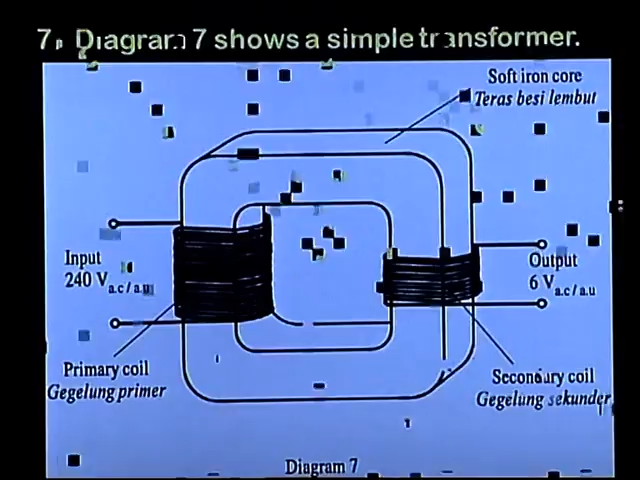 7. Diagram 7 shows a simple transformer.
Soft iron core
Teras besi lembut
Input
240 V a.c / a.u
Output
6 V a.c / a.u
Primary coil
Gegelung primer
Secondary coil
Gegelung sekunder
Diagram 7